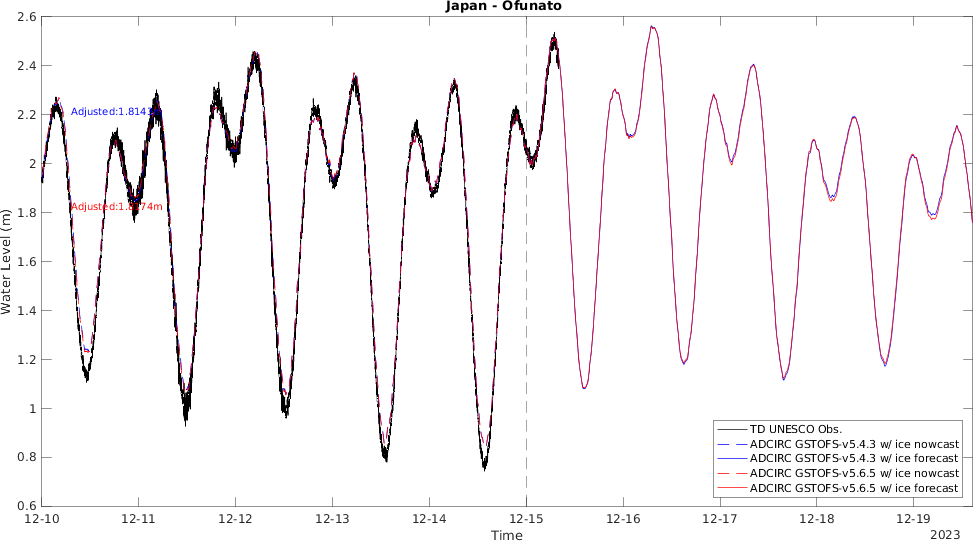 Japan - Ofunato
2.6
2.4
2.2
2
1.8
1.6
1.4
1.2
1
0.8
0.6
Water Level (m)
Adjusted:1.814
TD UNESCO Obs.
ADCIRC GSTOFS-v5.4.3 w/ ice nowcast
ADCIRC GSTOFS-v5.4.3 w/ ice forecast
ADCIRC GSTOFS-v5.6.5 w/ ice nowcast
ADCIRC GSTOFS-v5.6.5 w/ ice forecast
12-10 12-11 12-12 12-13 12-14 12-15 12-16 12-17 12-18 12-19
Time
2023